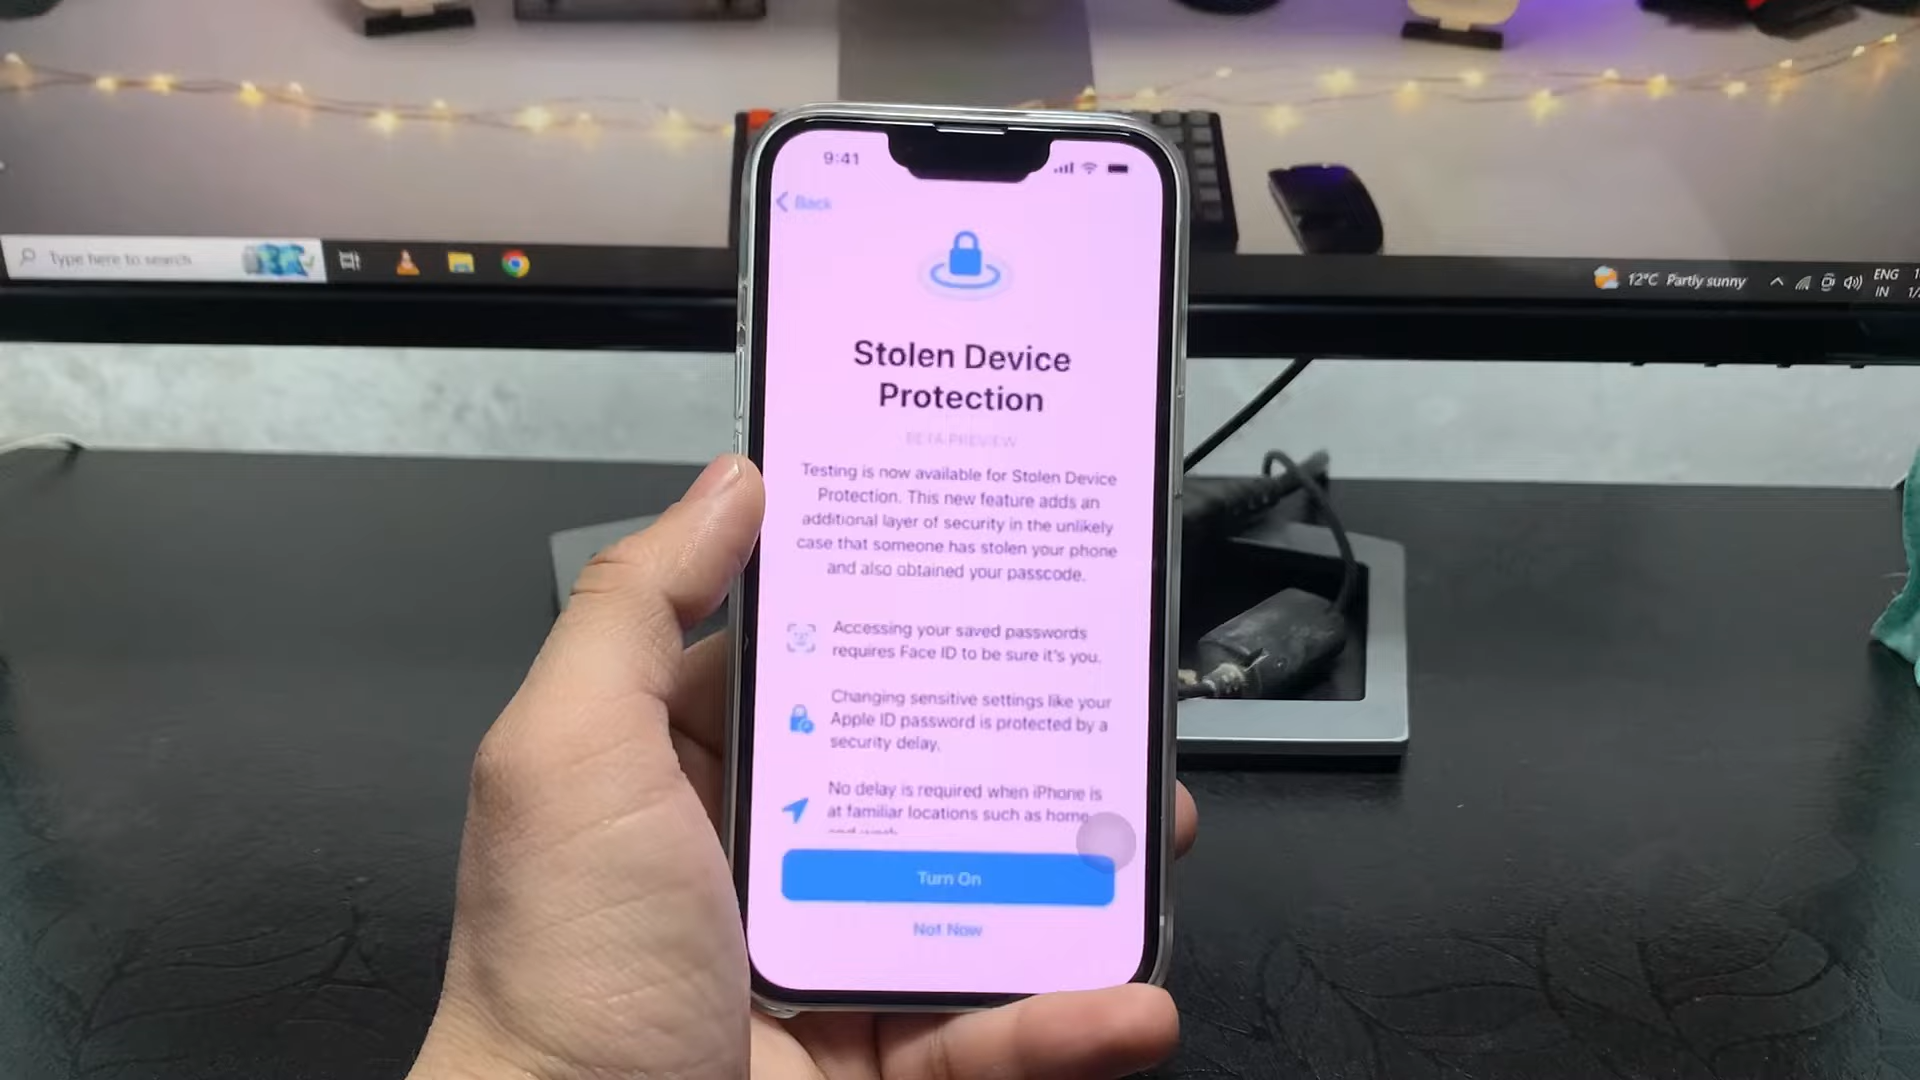 9:41
Back
Stolen Device
Protection
BETA PREVIEW
Testing is now available for Stolen Device
Protection. This new feature adds an
additional layer of security in the unlikely
case that someone has stolen your phone
and also obtained your passcode.
Accessing your saved passwords
requires Face ID to be sure it's you.
Changing sensitive settings like your
Apple ID password is protected by a
security delay.
No delay is required when iPhone is
at familiar locations such as home
and work
Turn On
Not Now
Type here to search
12°C Partly sunny
ENG
IN